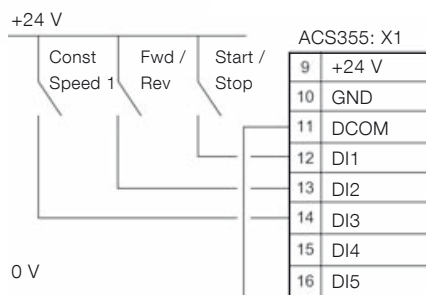 +24 V
Const
Speed 1
Fwd /
Rev
Start /
Stop
0 V
ACS355: X1
9 +24 V
10 GND
11 DCOM
12 DI1
13 DI2
14 DI3
15 DI4
16 DI5